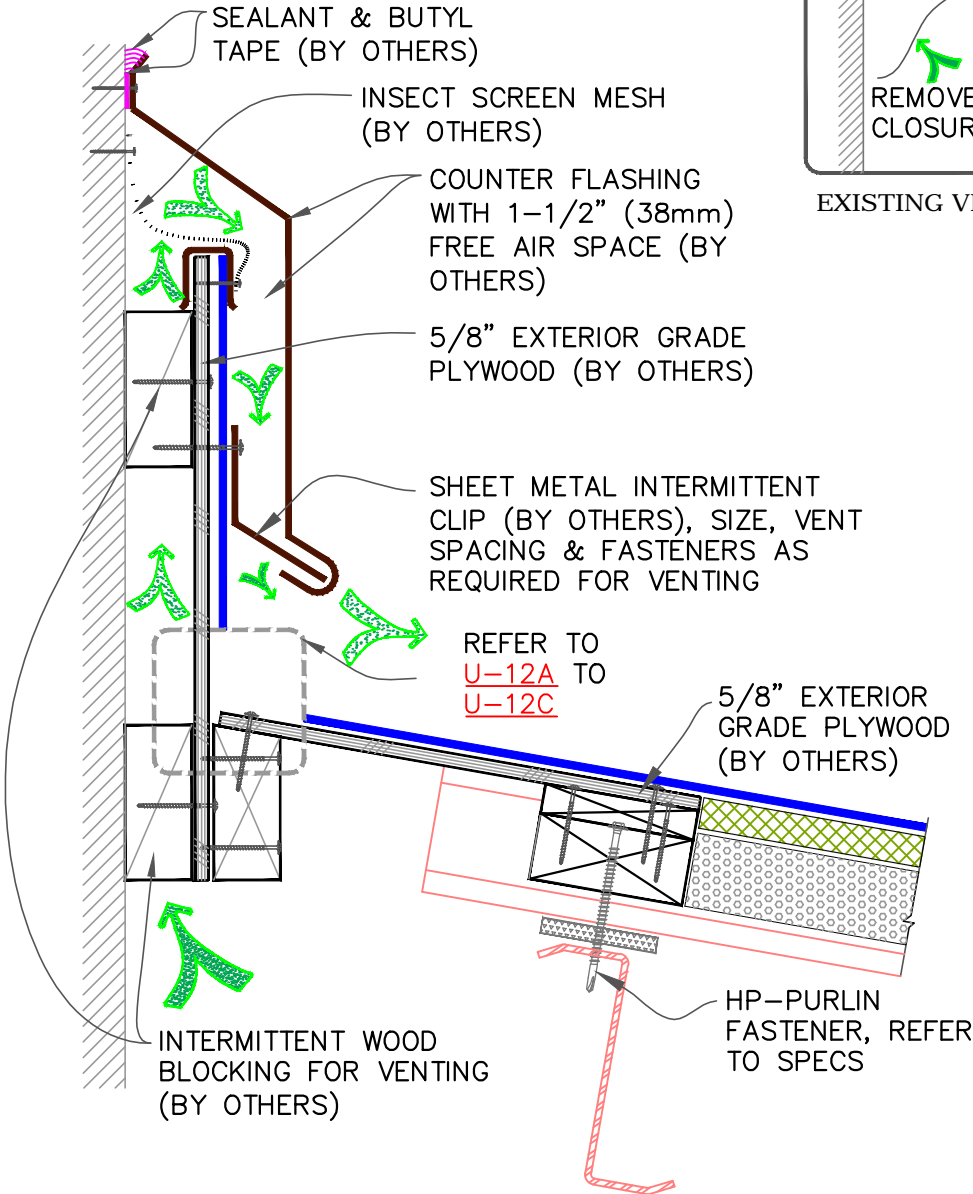 SEALANT & BUTYL
TAPE (BY OTHERS)
INSECT SCREEN MESH
(BY OTHERS)
REMOVE
CLOSUR
EXISTING
COUNTER FLASHING
WITH 1-1/2” (38mm)
FREE AIR SPACE (BY
OTHERS)
5/8” EXTERIOR GRADE
PLYWOOD (BY OTHERS)
SHEET METAL INTERMITTENT
CLIP (BY OTHERS), SIZE, VENT
SPACING & FASTENERS AS
REQUIRED FOR VENTING
REFER TO
U-12A TO
U-12C
5/8” EXTERIOR
GRADE PLYWOOD
(BY OTHERS)
HP-PURLIN
FASTENER, REFER
TO SPECS
INTERMITTENT WOOD
BLOCKING FOR VENTING
(BY OTHERS)